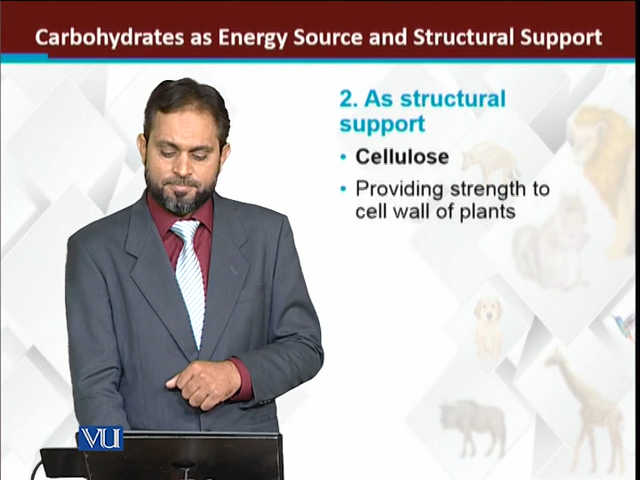 Carbohydrates as Energy Source and Structural Support
2. As structural
support
• Cellulose
• Providing strength to
cell wall of plants
VU